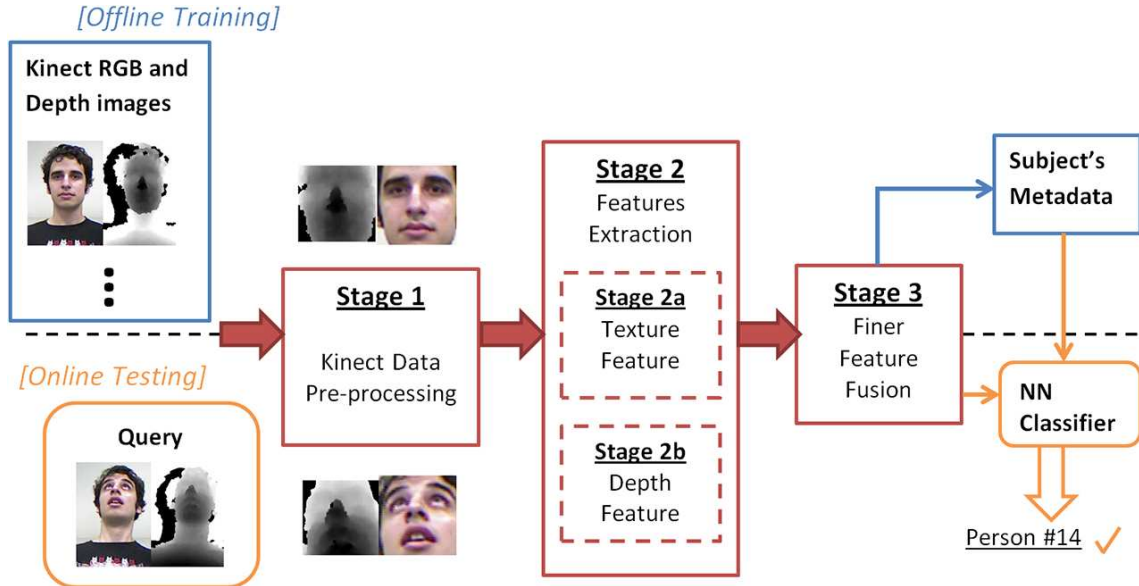 [Offline Training]
Kinect RGB and
Depth images
Stage 1
Kinect Data
Pre-processing
Stage 2
Features
Extraction
Stage 2a
Texture
Feature
Stage 2b
Depth
Feature
Stage 3
Finer
Feature
Fusion
Subject's
Metadata
[Online Testing]
Query
NN
Classifier
Person #14